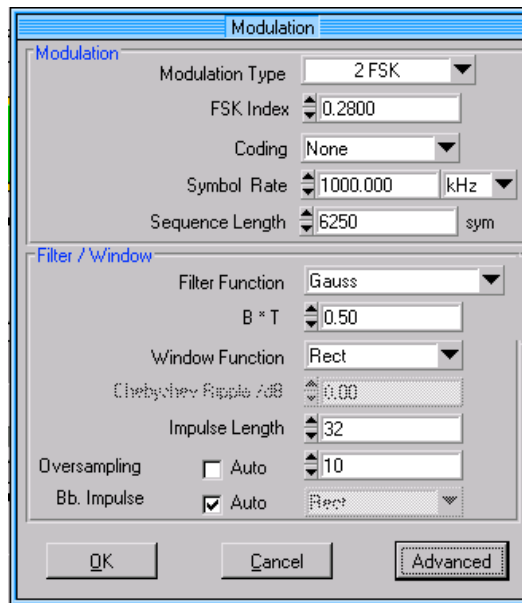 Modulation
Modulation
Modulation Type 2 FSK
FSK Index 0.2800
Coding None
Symbol Rate 1000.000 kHz
Sequence Length 6250 sym
Filter / Window
Filter Function Gauss
B * T 0.50
Window Function Rect
Chebychev Ripple /dB 0.00
Impulse Length 32
Oversampling Auto 10
Bb. Impulse Auto Rect
OK Cancel Advanced